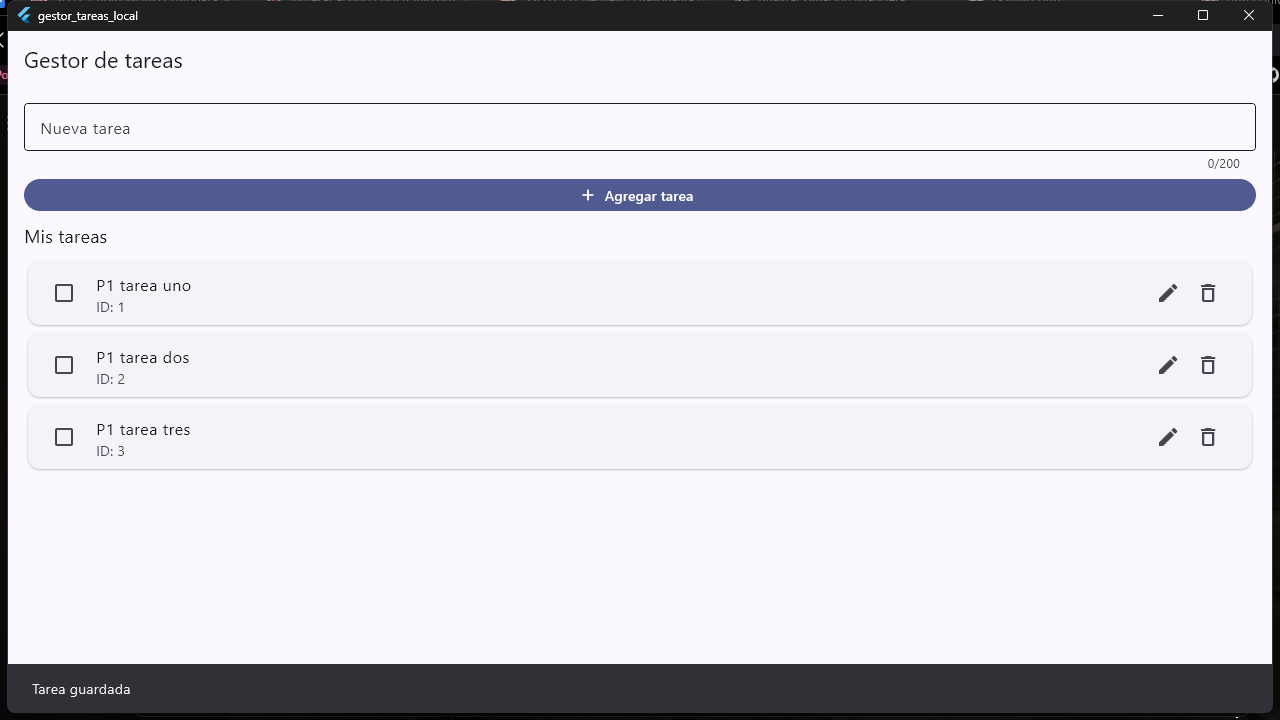 gestor_tareas_local
Gestor de tareas
Nueva tarea
0/200
+ Agregar tarea
Mis tareas
P1 tarea uno
ID: 1
P1 tarea dos
ID: 2
P1 tarea tres
ID: 3
Tarea guardada